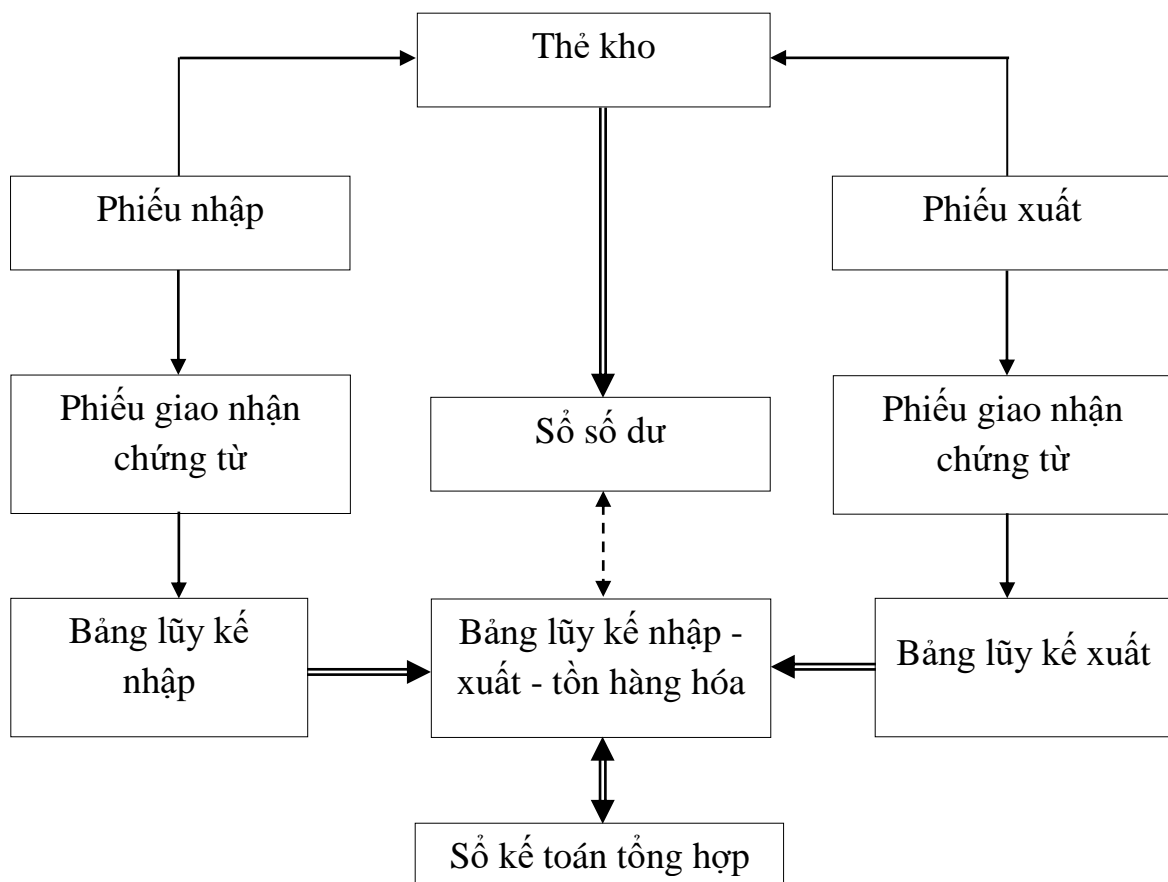 Thẻ kho
Phiếu nhập
Phiếu xuất
Phiếu giao nhận
chứng từ
Sổ số dư
Phiếu giao nhận
chứng từ
Bảng lũy kế
nhập
Bảng lũy kế nhập -
xuất - tồn hàng hóa
Bảng lũy kế xuất
Sổ kế toán tổng hợp